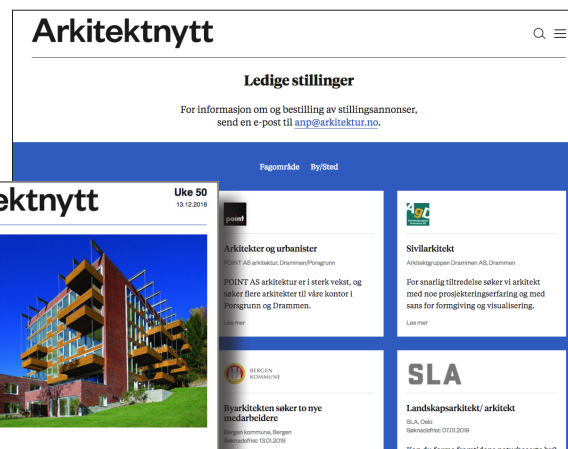 Arkitektnytt
Ledige stillinger
For informasjon om og bestilling av stillingsannonser,
send en e-post til anp@arkitektur.no.
Fagområde By/Sted
ektnytt
Uke 50
13.12.2018
point
Arkitekter og urbanister
POINT AS arkitektur, Drammen/Porsgrunn
POINT AS arkitektur er i sterk vekst, og
søker flere arkitekter til våre kontor i
Porsgrunn og Drammen.
Les mer
AgD
Sivilarkitekt
Arkitektgruppen Drammen AS, Drammen
For snarlig tiltredelse søker vi arkitekt
med noe prosjekteringserfaring og med
sans for formgiving og visualisering.
Les mer
BERGEN
KOMMUNE
Byarkitekten søker to nye
medarbeidere
Bergen kommune, Bergen
Søknadsfrist: 13.01.2019
SLA
Landskapsarkitekt/ arkitekt
SLA, Oslo
Søknadsfrist: 07.01.2019